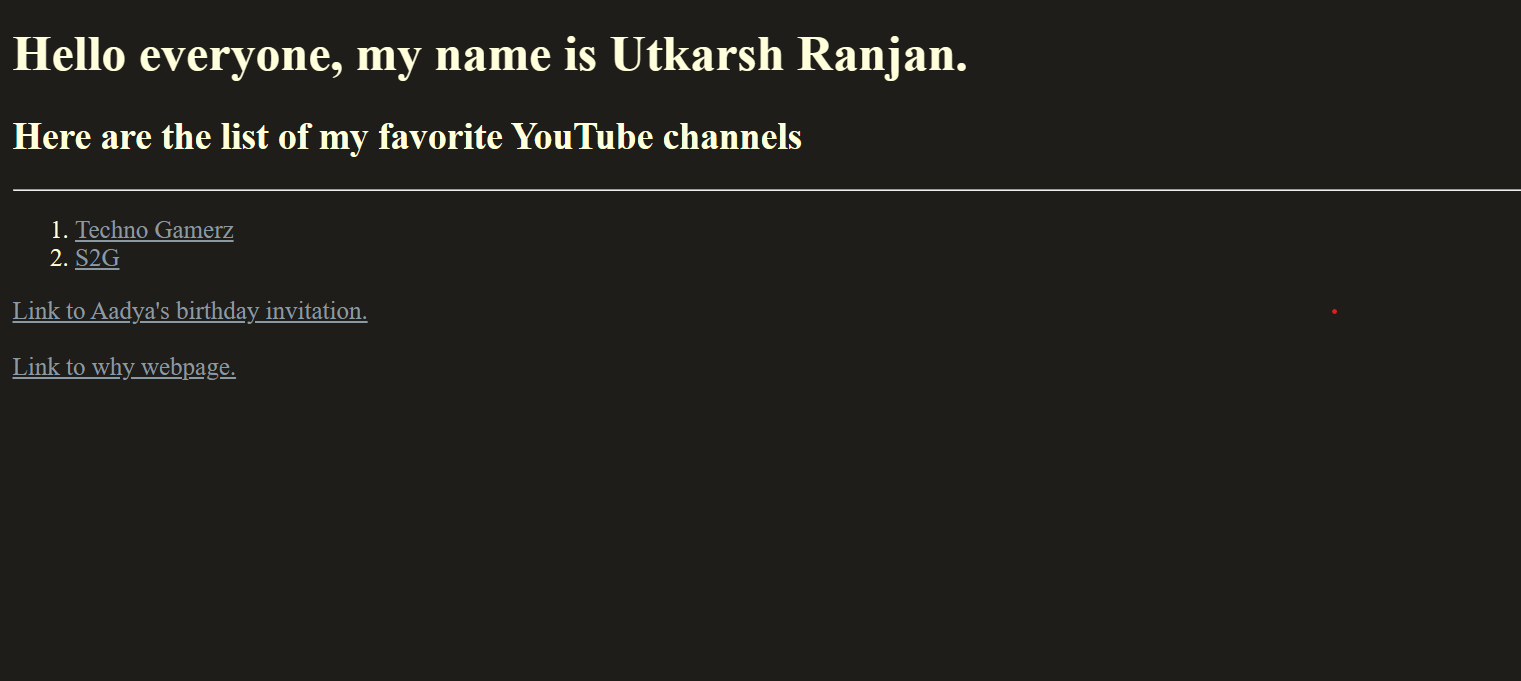 Hello everyone, my name is Utkarsh Ranjan.
Here are the list of my favorite YouTube channels
1. Techno Gamerz
2. S2G
Link to Aadya's birthday invitation.
Link to why webpage.